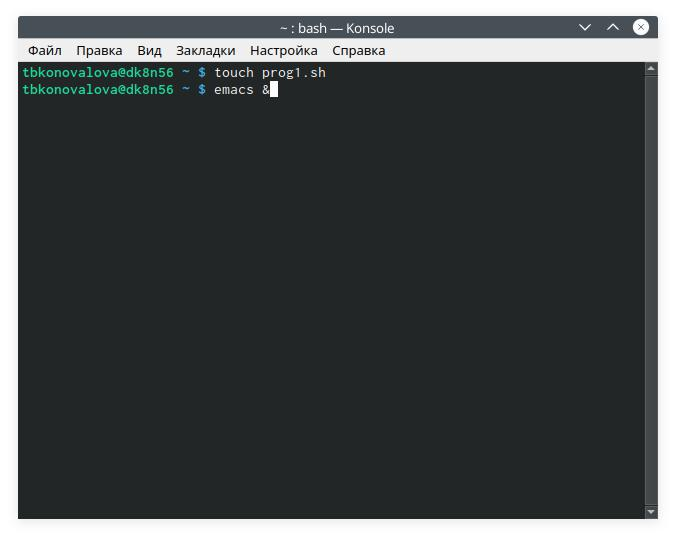 ~ : bash — Konsole
Файл Правка Вид Закладки Настройка Справка
tbkonovalova@dk8n56 ~ $ touch prog1.sh
tbkonovalova@dk8n56 ~ $ emacs &